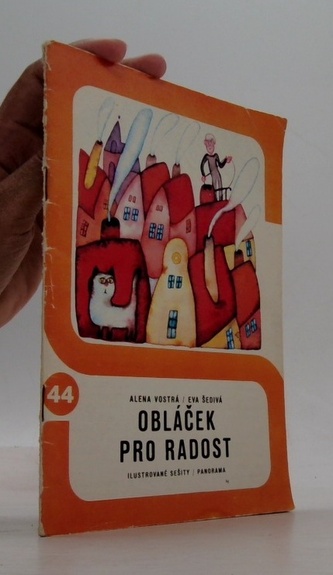 44
ALENA VOSTRÁ / EVA ŠEDIVÁ
OBLÁČEK
PRO RADOST
ILUSTROVANÉ SEŠITY / PANORAMA